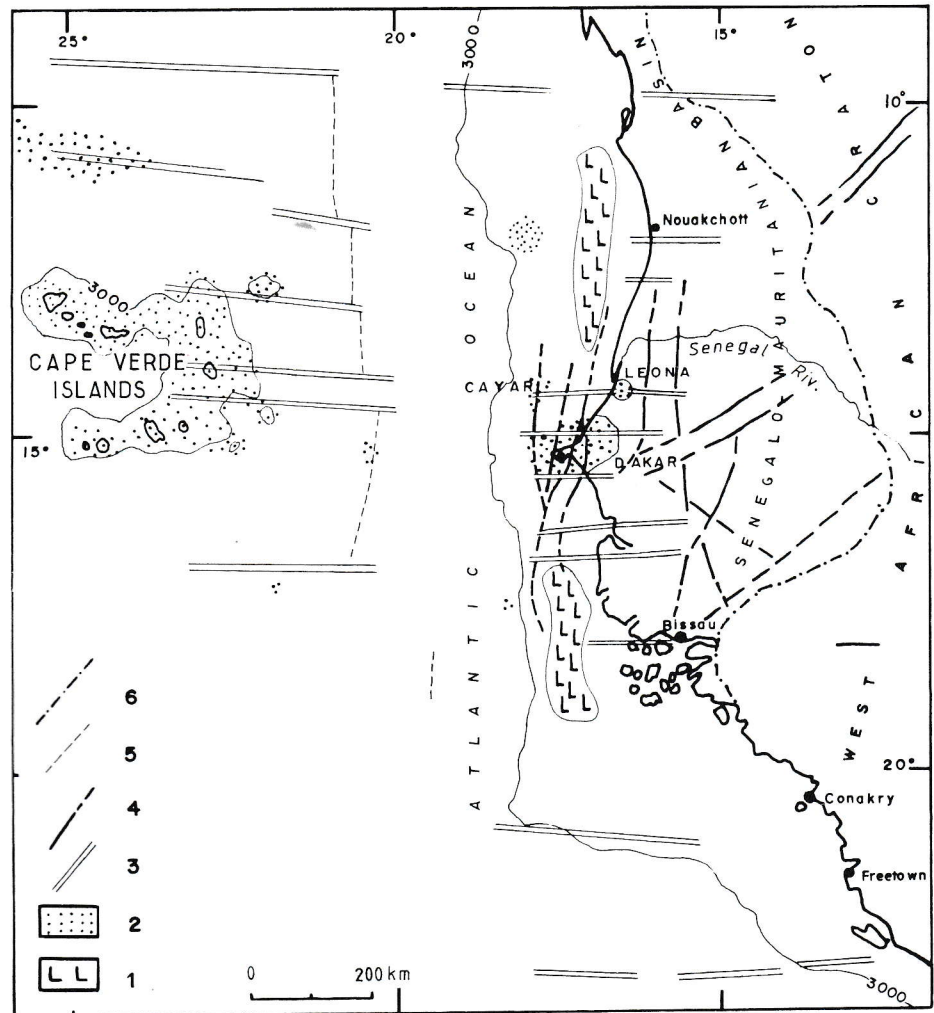 25°
20°
15°
3000
10°
SENEGALO-MAURITANIAN BASIN
WEST AFRICAN CRATON
Nouakchott
ATLANTIC OCEAN
3000
CAPE VERDE
ISLANDS
Senegal Riv.
CAYAR
LEONA
15°
DAKAR
Bissau
20°
Conakry
Freetown
3000
6
5
4
3
2
1
L L
0 200 km